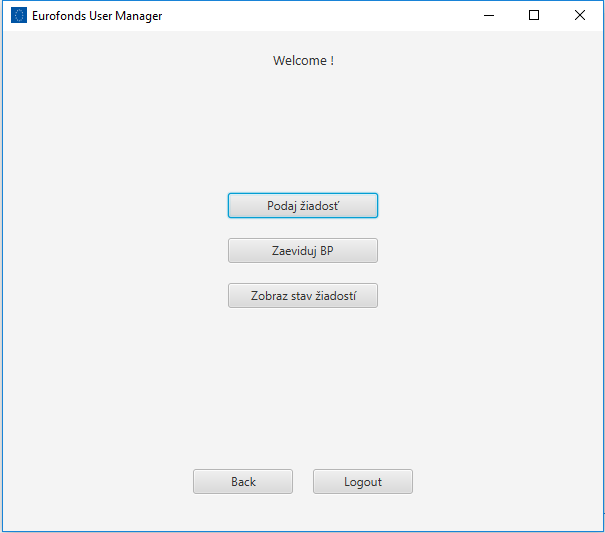 Eurofonds User Manager
Welcome !
Podaj žiadosť
Zaeviduj BP
Zobraz stav žiadostí
Back Logout